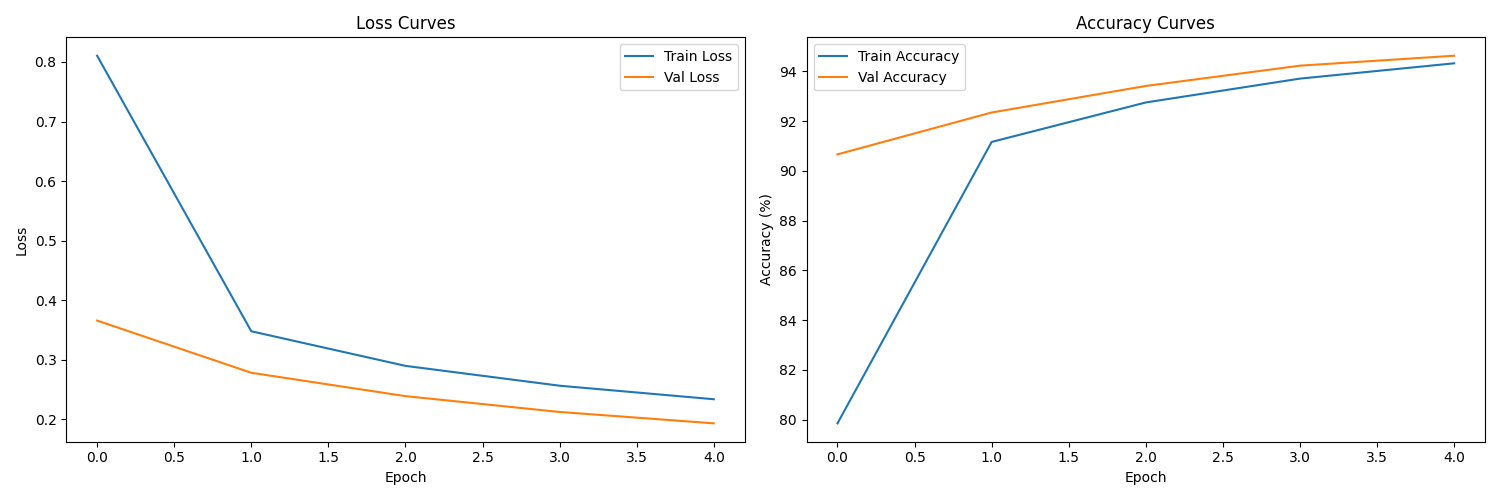 Loss Curves
Train Loss
Val Loss
0.8
0.7
0.6
0.5
0.4
0.3
0.2
Loss
0.0 0.5 1.0 1.5 2.0 2.5 3.0 3.5 4.0
Epoch
Accuracy Curves
Train Accuracy
Val Accuracy
94
92
90
88
86
84
82
80
Accuracy (%)
0.0 0.5 1.0 1.5 2.0 2.5 3.0 3.5 4.0
Epoch